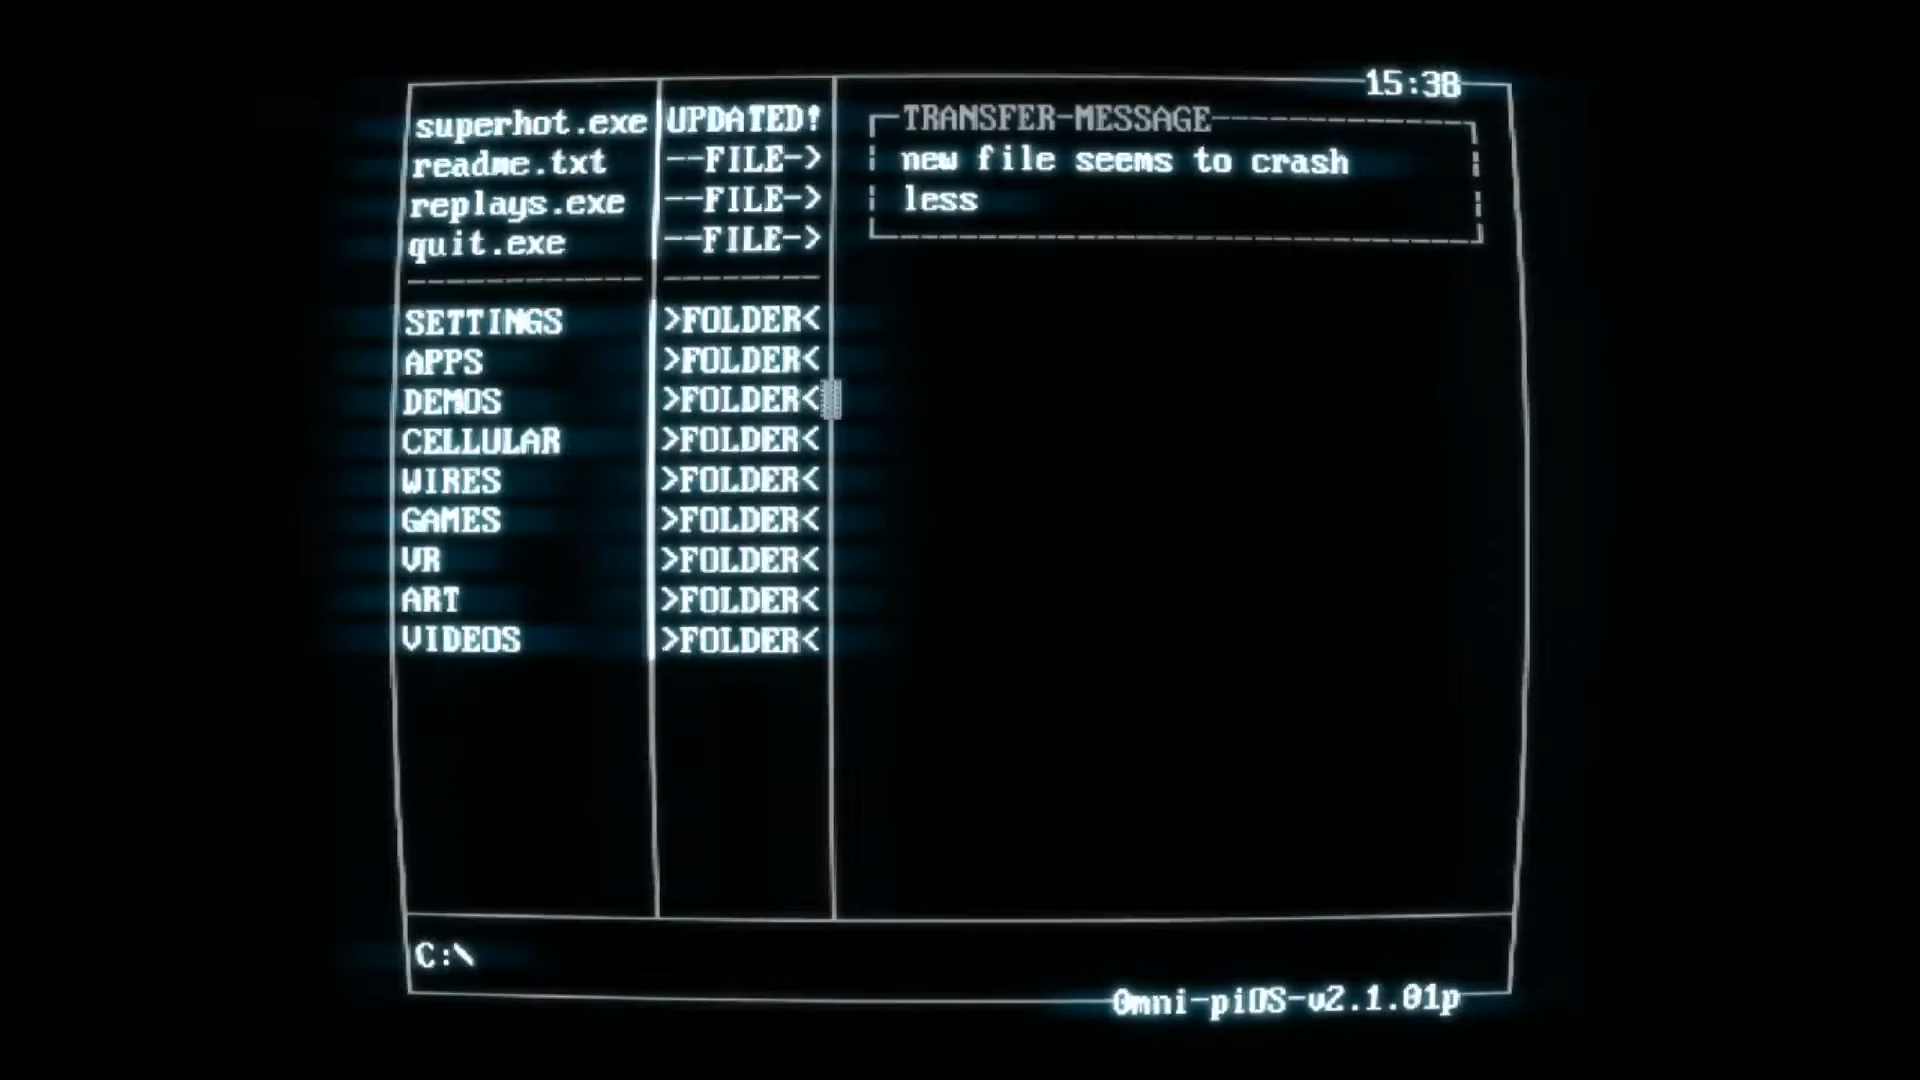 15:38
superhot.exe UPDATED!
readme.txt --FILE->
replays.exe --FILE->
quit.exe --FILE->
SETTINGS >FOLDER<
APPS >FOLDER<
DEMOS >FOLDER<
CELLULAR >FOLDER<
WIRES >FOLDER<
GAMES >FOLDER<
VR >FOLDER<
ART >FOLDER<
VIDEOS >FOLDER<
TRANSFER-MESSAGE
new file seems to crash
less
C:\
Omni-piOS-v2.1.01p